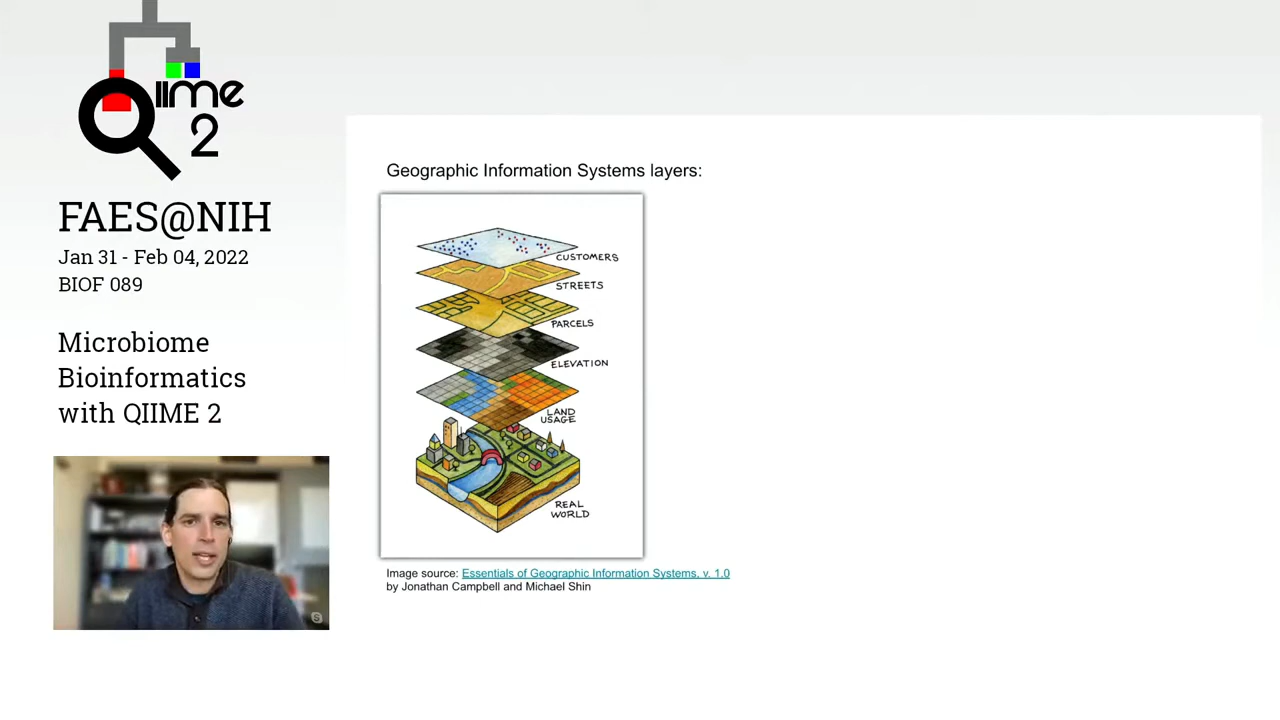 QIIME
2
FAES@NIH
Jan 31 - Feb 04, 2022
BIOF 089
Microbiome
Bioinformatics
with QIIME 2
Geographic Information Systems layers:
CUSTOMERS
STREETS
PARCELS
ELEVATION
LAND
USAGE
REAL
WORLD
Image source: Essentials of Geographic Information Systems, v. 1.0
by Jonathan Campbell and Michael Shin